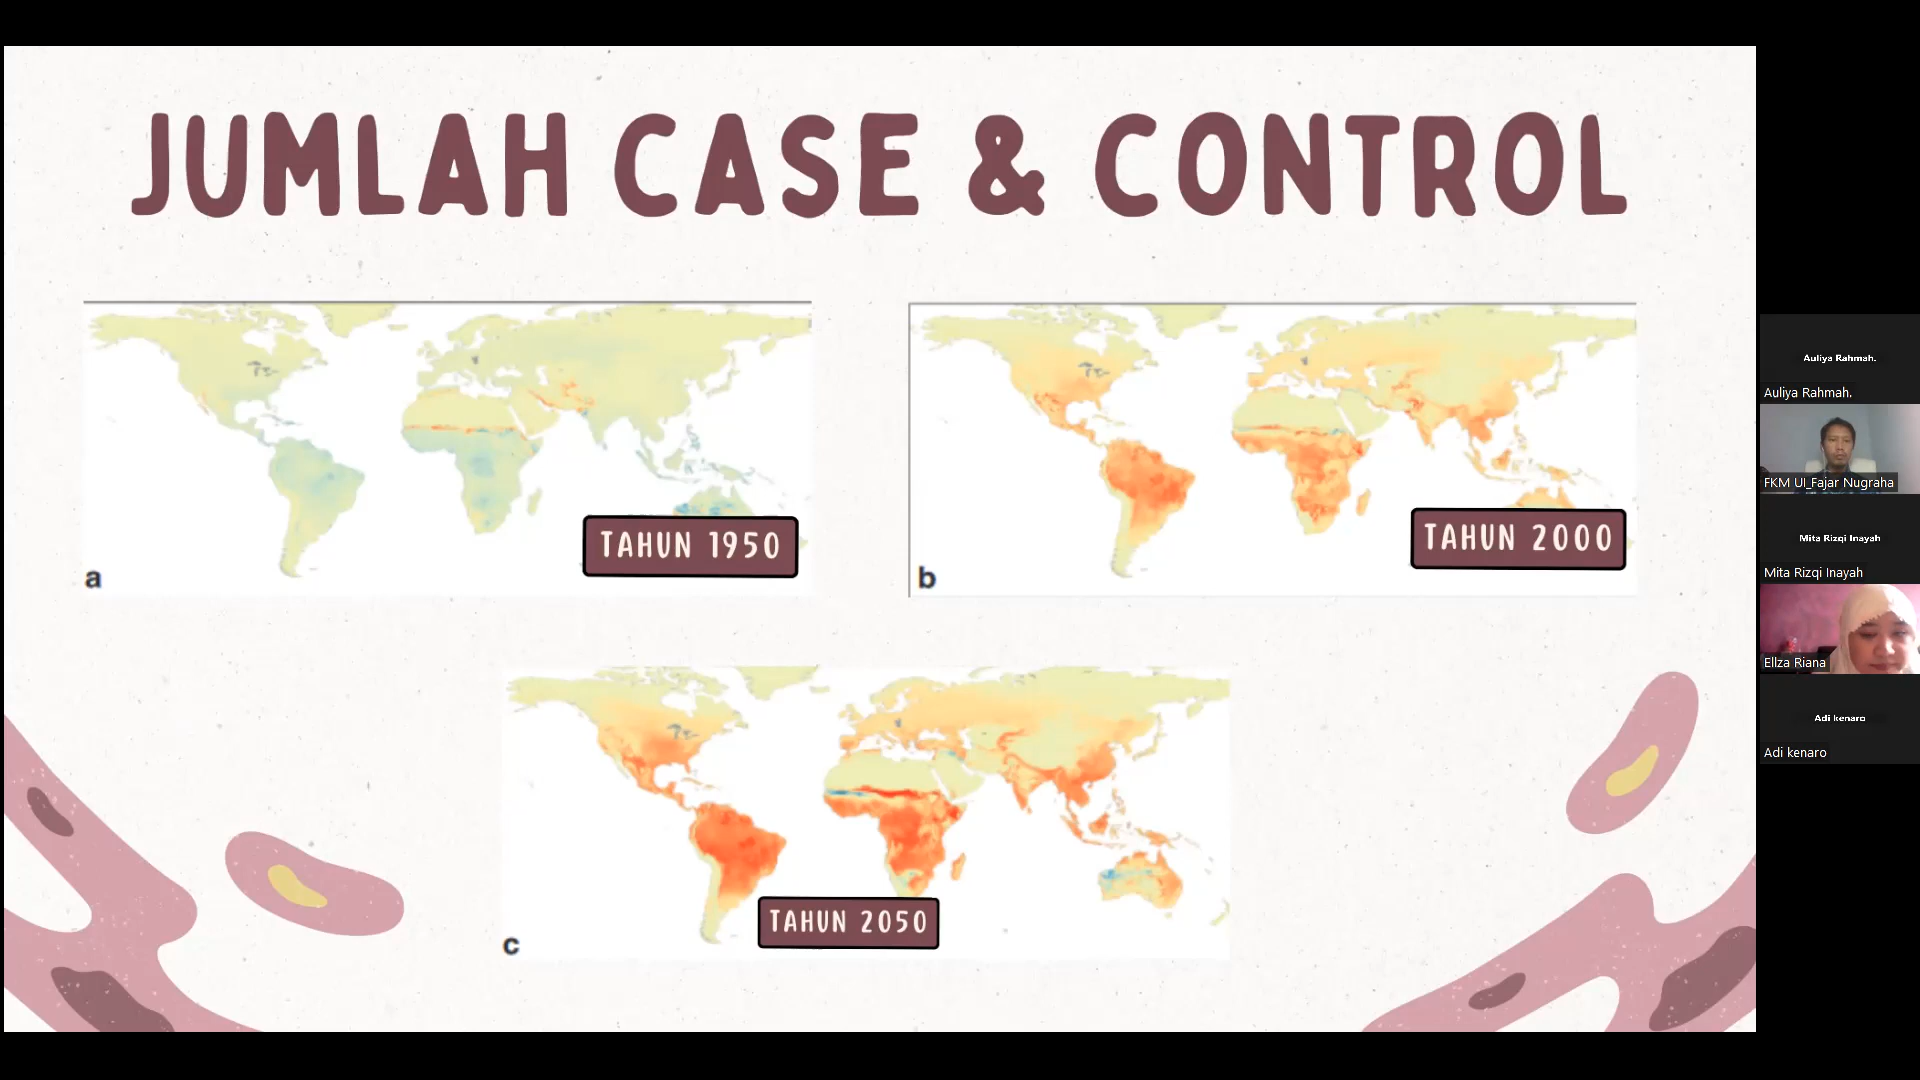 JUMLAH CASE & CONTROL
TAHUN 1950
a
TAHUN 2000
b
TAHUN 2050
c
Auliya Rahmah.
Auliya Rahmah.
FKM UI_Fajar Nugraha
Mita Rizqi Inayah
Mita Rizqi Inayah
Ellza Riana
Adi kenaro
Adi kenaro